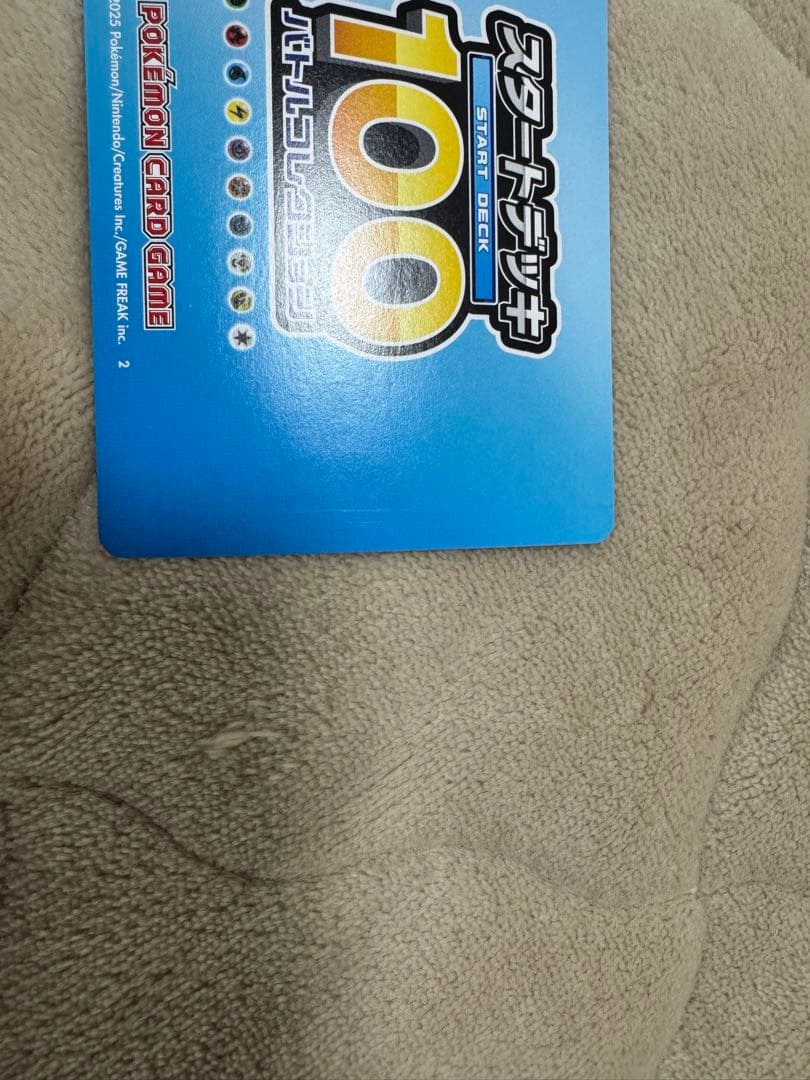 スタートデッキ
START DECK
100
バトルコレクション
POKÉMON CARD GAME
2025 Pokémon/Nintendo/Creatures Inc./GAME FREAK inc. 2